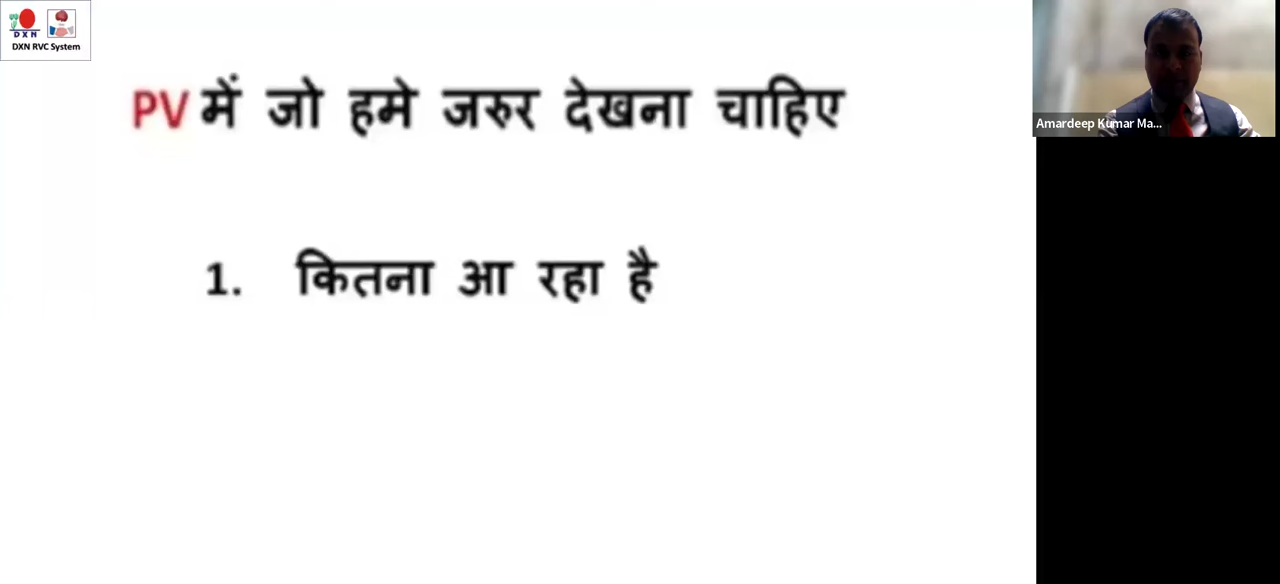 DXN
DXN RVC System
PV में जो हमे जरुर देखना चाहिए
1. कितना आ रहा है
Amardeep Kumar Ma...